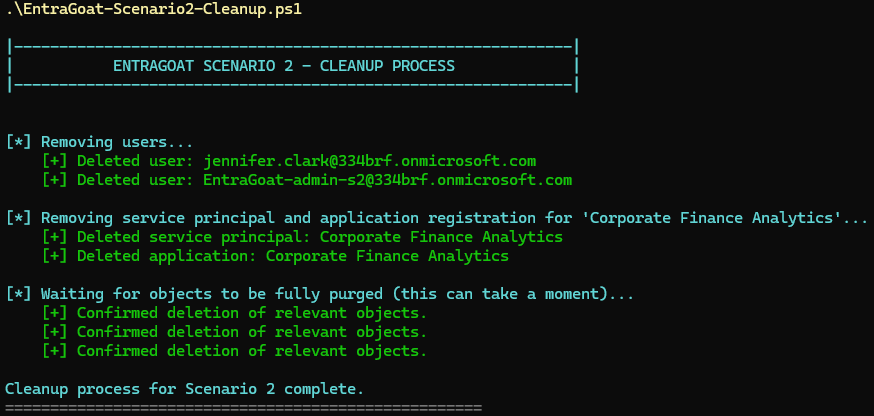 .\EntraGoat-Scenario2-Cleanup.ps1
|--------------------------------------------------------------|
|           ENTRAGOAT SCENARIO 2 - CLEANUP PROCESS             |
|--------------------------------------------------------------|
[*] Removing users...
[+] Deleted user: jennifer.clark@334brf.onmicrosoft.com
[+] Deleted user: EntraGoat-admin-s2@334brf.onmicrosoft.com
[*] Removing service principal and application registration for 'Corporate Finance Analytics'...
[+] Deleted service principal: Corporate Finance Analytics
[+] Deleted application: Corporate Finance Analytics
[*] Waiting for objects to be fully purged (this can take a moment)...
[+] Confirmed deletion of relevant objects.
[+] Confirmed deletion of relevant objects.
[+] Confirmed deletion of relevant objects.
Cleanup process for Scenario 2 complete.
=====================================================